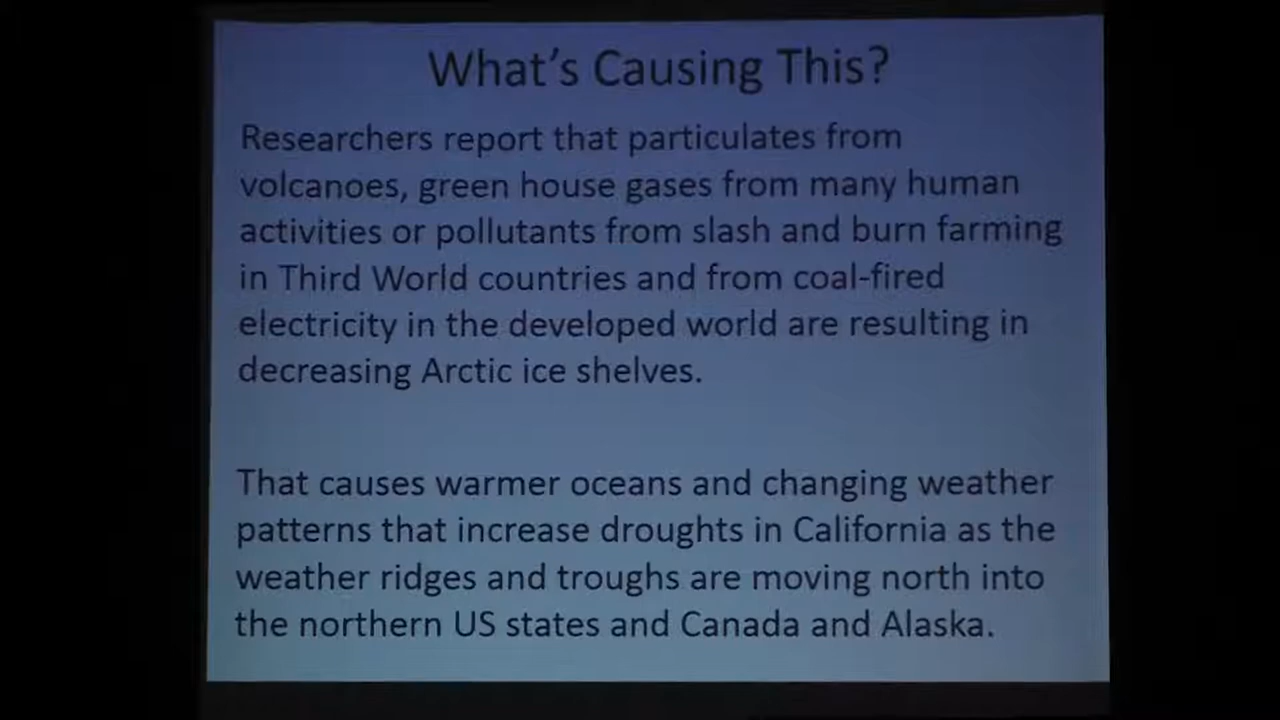 What's Causing This?
Researchers report that particulates from
volcanoes, green house gases from many human
activities or pollutants from slash and burn farming
in Third World countries and from coal-fired
electricity in the developed world are resulting in
decreasing Arctic ice shelves.
That causes warmer oceans and changing weather
patterns that increase droughts in California as the
weather ridges and troughs are moving north into
the northern US states and Canada and Alaska.